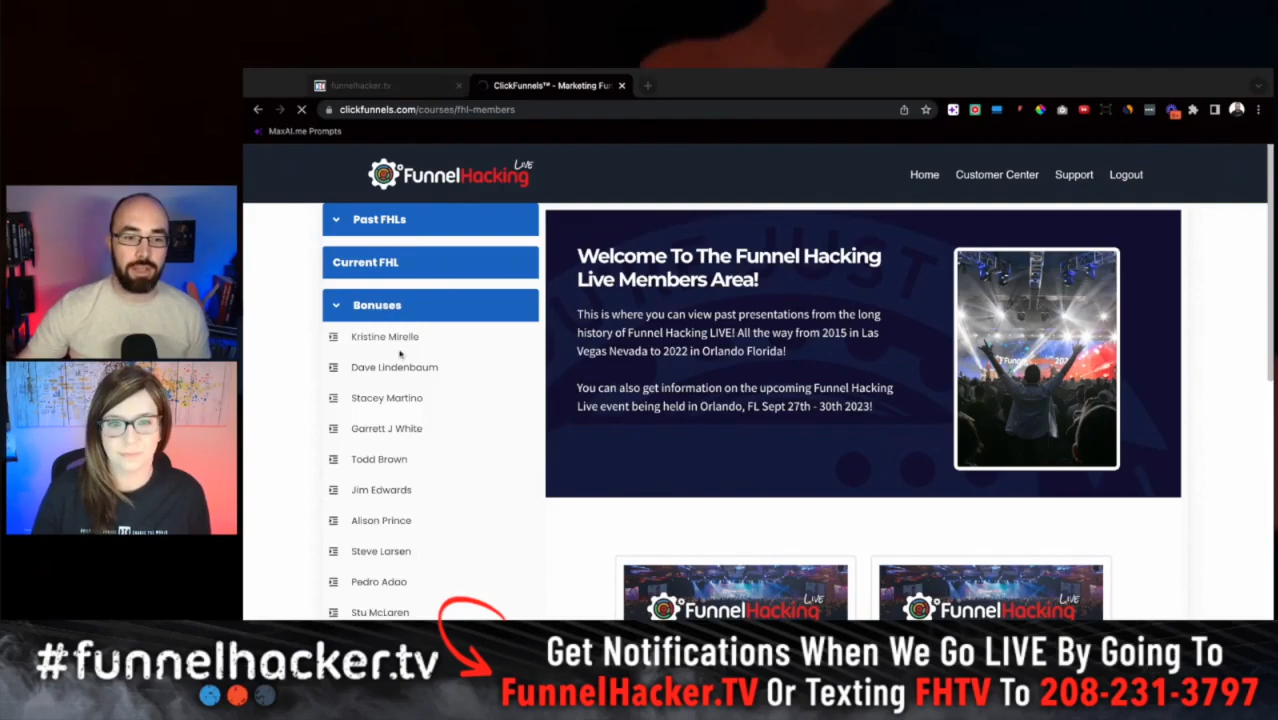 funnelhacker.tv
ClickFunnels™ - Marketing Fun
clickfunnels.com/courses/fhl-members
MaxAI.me Prompts
FunnelHacking LIVE
Home
Customer Center
Support
Logout
Past FHLs
Current FHL
Bonuses
Kristine Mirelle
Dave Lindenbaum
Stacey Martino
Garrett J White
Todd Brown
Jim Edwards
Alison Prince
Steve Larsen
Pedro Adao
Stu McLaren
Welcome To The Funnel Hacking
Live Members Area!
This is where you can view past presentations from the long
history of Funnel Hacking LIVE! All the way from 2015 in Las
Vegas Nevada to 2022 in Orlando Florida!
You can also get information on the upcoming Funnel Hacking
Live event being held in Orlando, FL Sept 27th - 30th 2023!
FunnelHacking LIVE
FunnelHacking LIVE
#funnelhacker.tv
Get Notifications When We Go LIVE By Going To
FunnelHacker.TV Or Texting FHTV To 208-231-3797